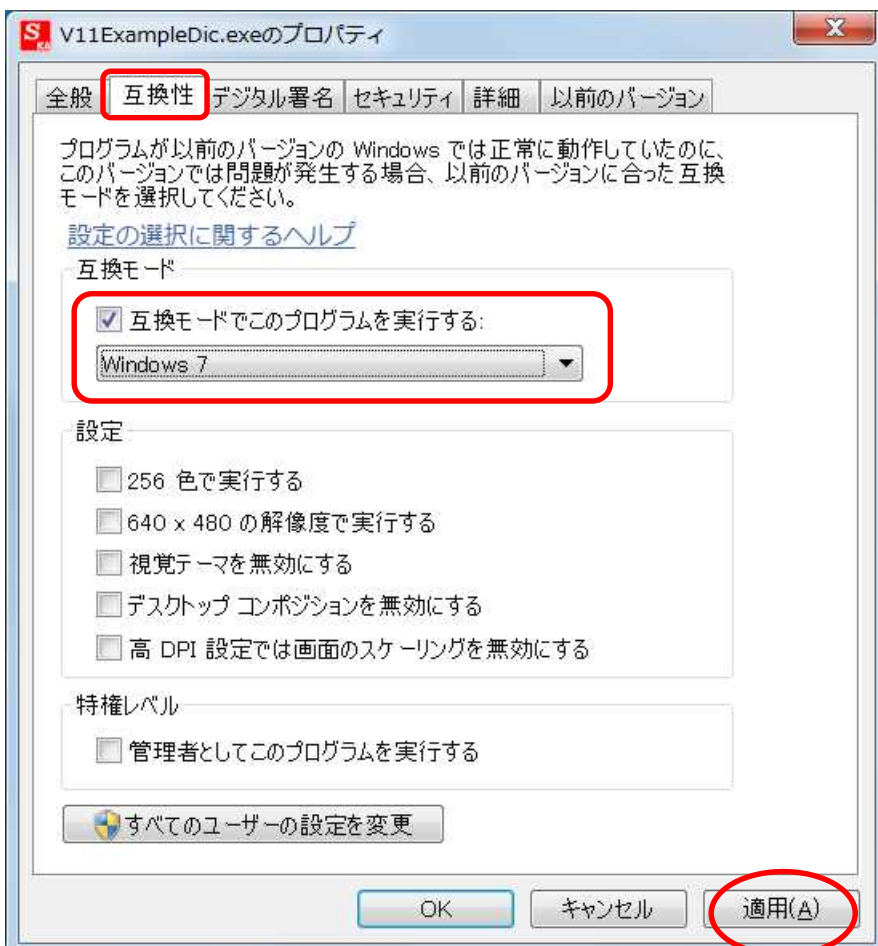 V11ExampleDic.exeのプロパティ
全般 互換性 デジタル署名 セキュリティ 詳細 以前のバージョン
プログラムが以前のバージョンの Windows では正常に動作していたのに、
このバージョンでは問題が発生する場合、以前のバージョンに合った互換
モードを選択してください。
設定の選択に関するヘルプ
互換モード
互換モードでこのプログラムを実行する:
Windows 7
設定
256 色で実行する
640 x 480 の解像度で実行する
視覚テーマを無効にする
デスクトップ コンポジションを無効にする
高 DPI 設定では画面のスケーリングを無効にする
特権レベル
管理者としてこのプログラムを実行する
すべてのユーザーの設定を変更
OK キャンセル 適用(A)